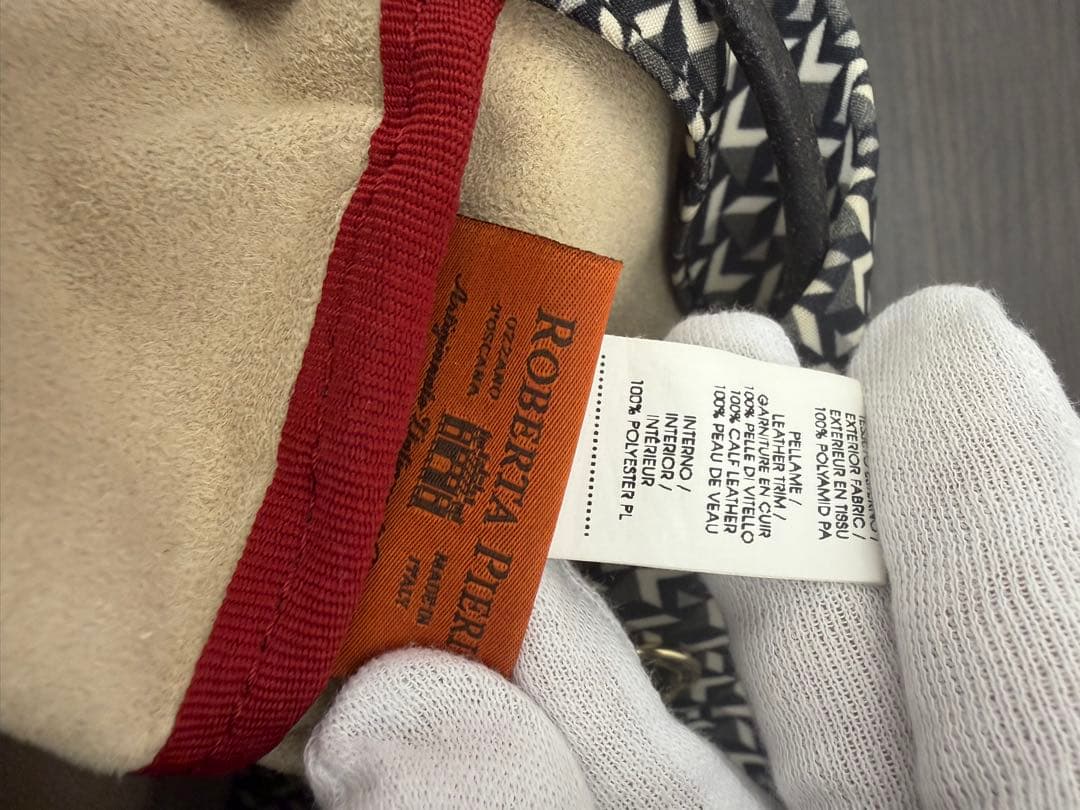 EXTERIOR FABRIC /
EXTERIEUR EN TISSU
100% POLYAMID PA
PELLAME /
LEATHER TRIM /
GARNITURE EN CUIR
100% PELLE DI VITELLO
100% CALF LEATHER
100% PEAU DE VEAU
INTERNO /
INTERIOR /
INTÉRIEUR
100% POLYESTER PL
ROBERTA PIERI
OZZANO
TOSCANA
MADE IN
ITALY